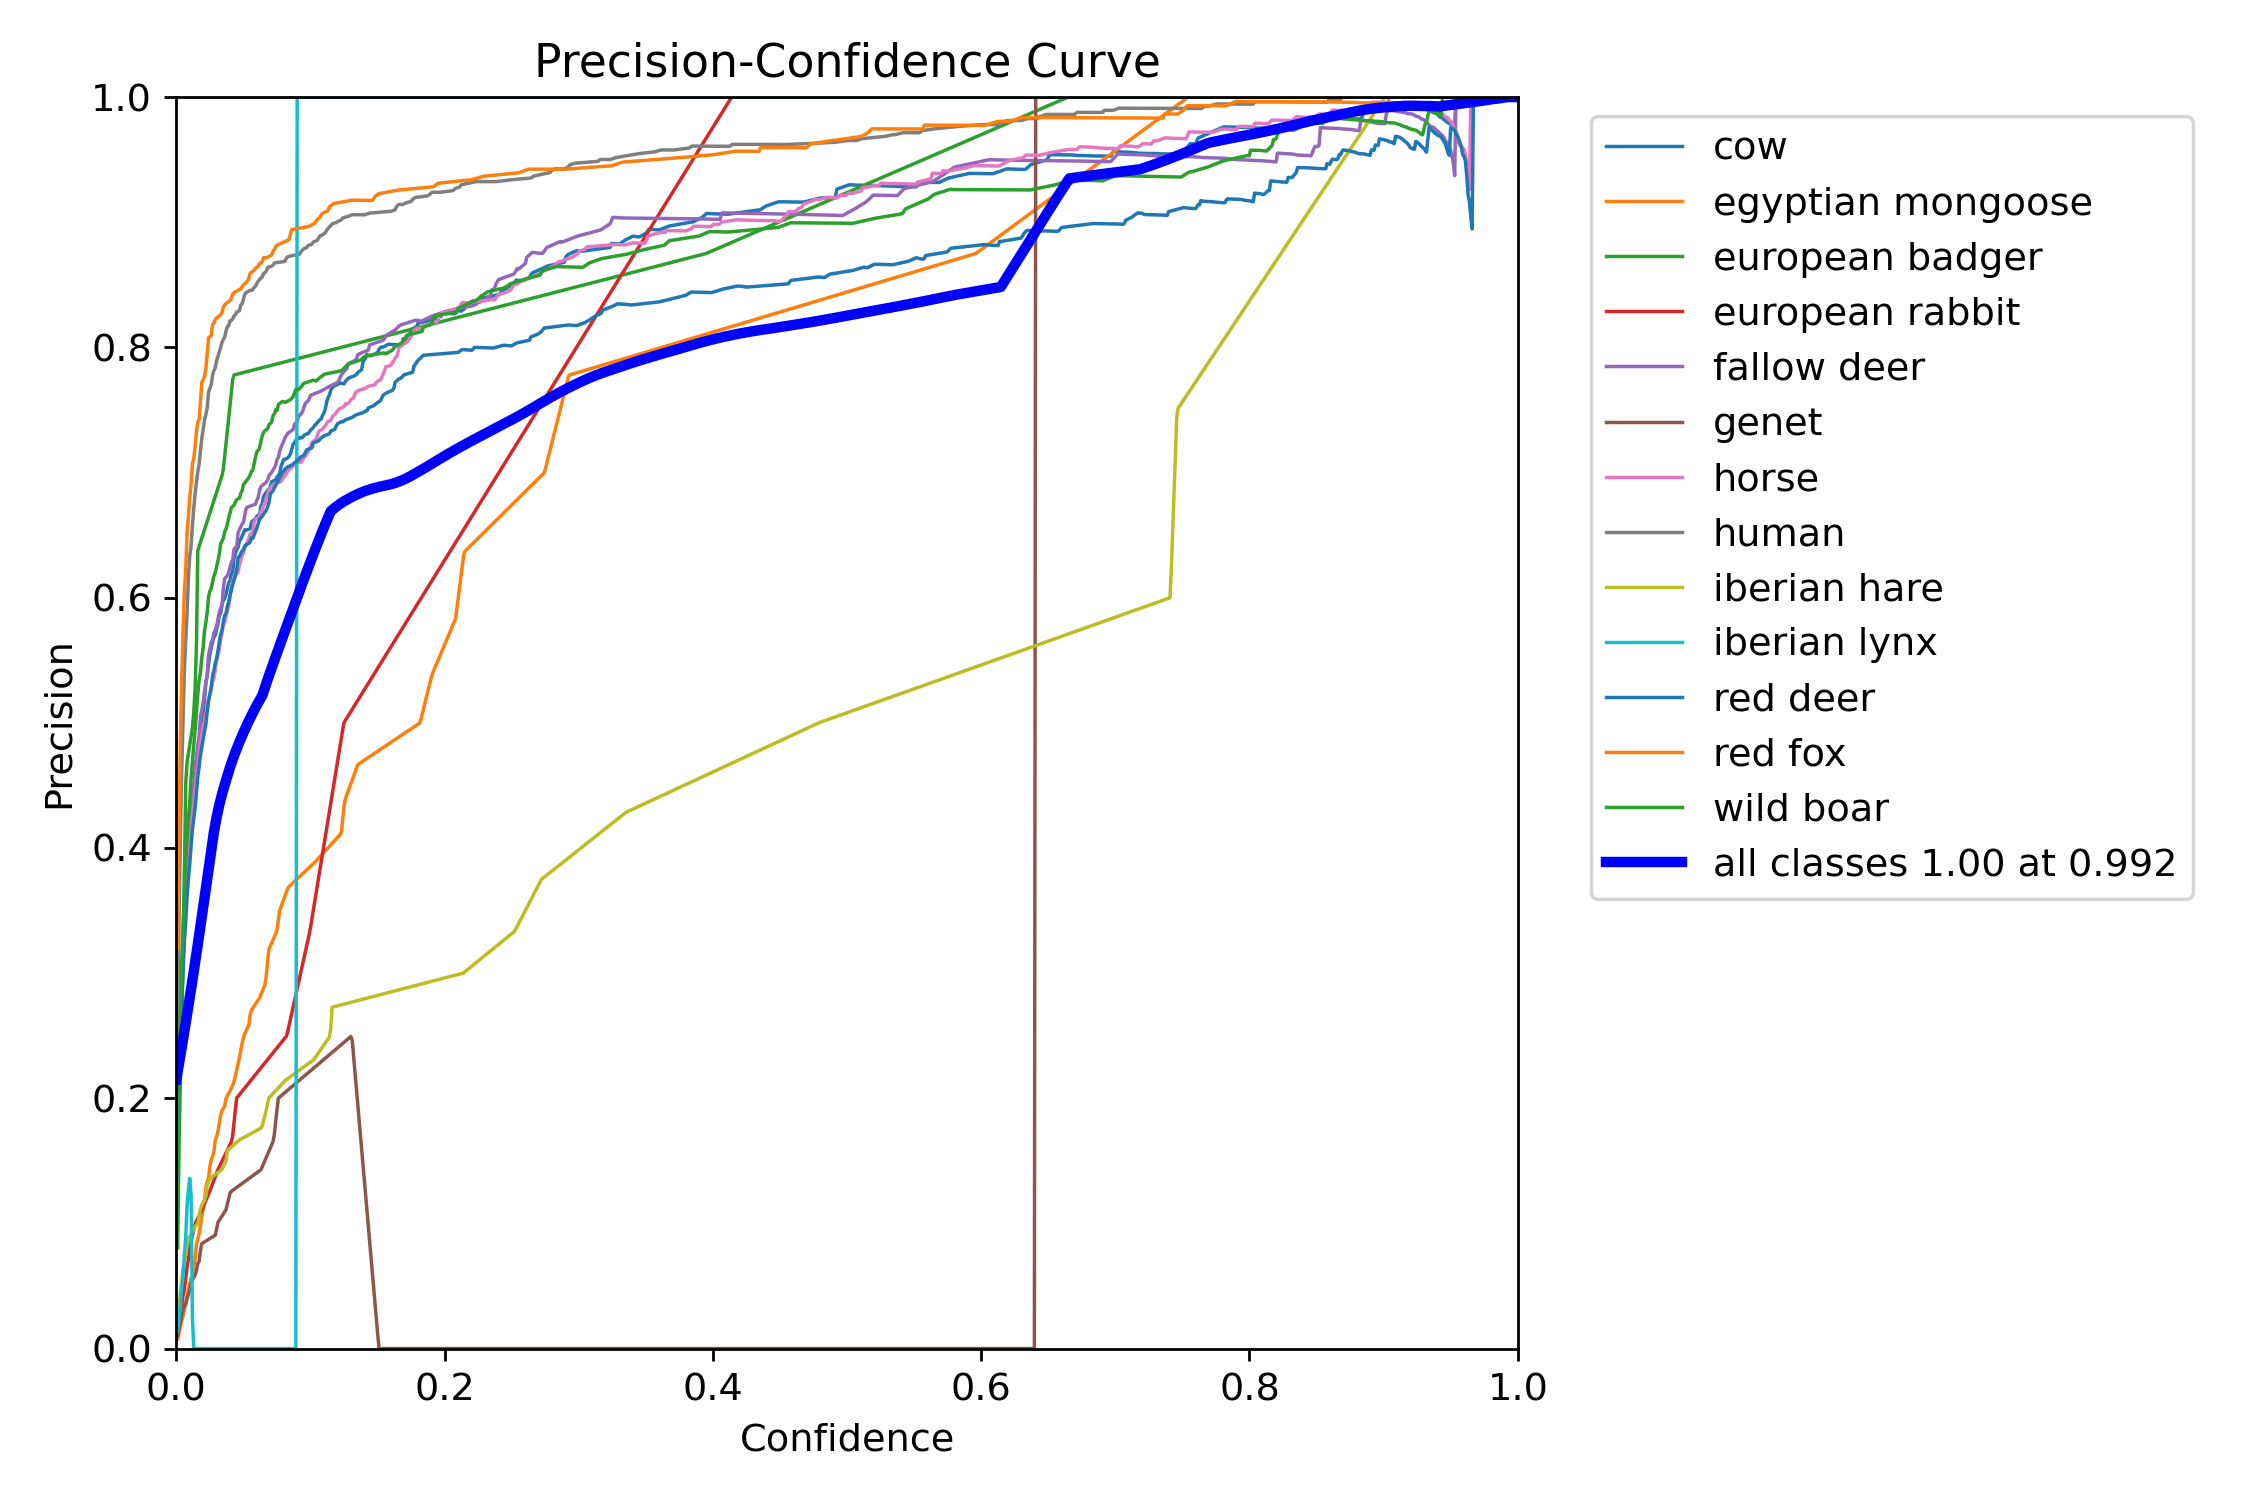 Precision-Confidence Curve
1.0
0.8
0.6
0.4
0.2
0.0
Precision
0.0 0.2 0.4 0.6 0.8 1.0
Confidence
cow
egyptian mongoose
european badger
european rabbit
fallow deer
genet
horse
human
iberian hare
iberian lynx
red deer
red fox
wild boar
all classes 1.00 at 0.992